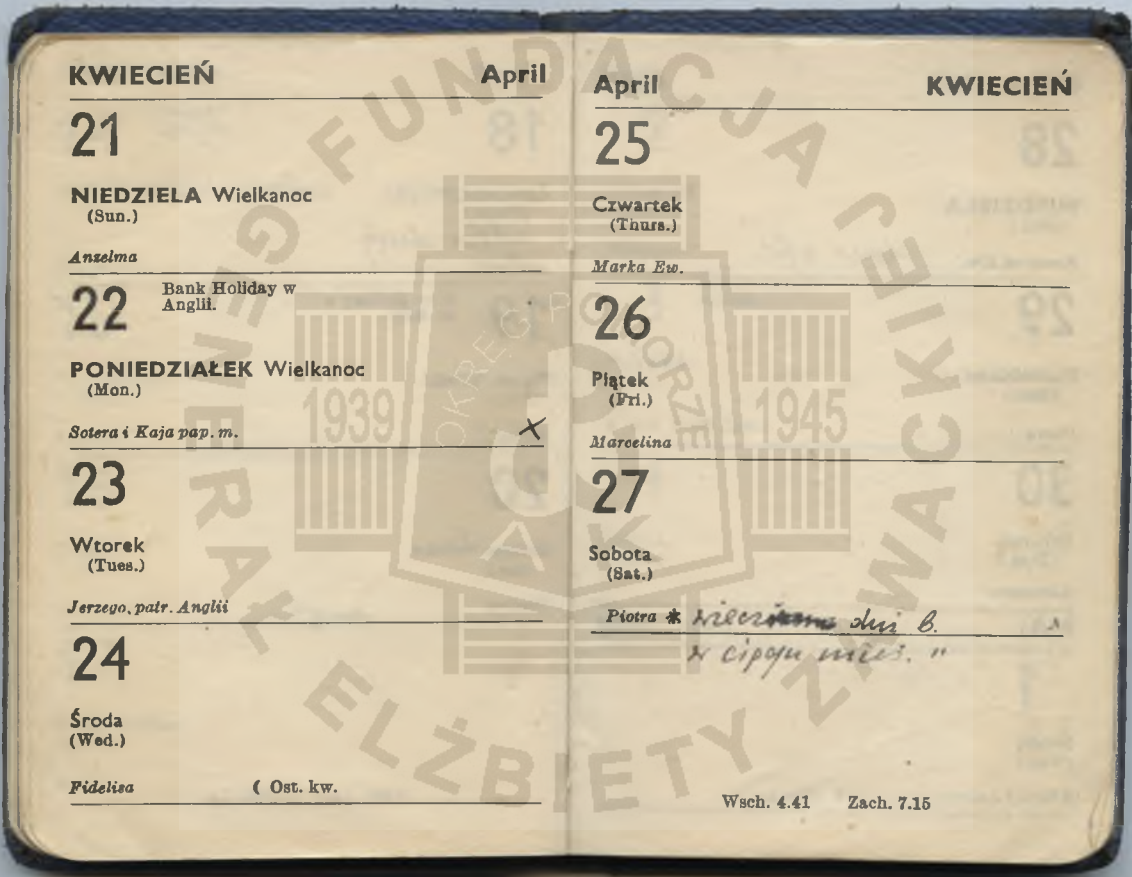 KWIECIEŃ April
21
NIEDZIELA Wielkanoc
(Sun.)
Anzelma
22 Bank Holiday w
Anglii.
PONIEDZIAŁEK Wielkanoc
(Mon.)
Sotera i Kaja pap. m. X
23
Wtorek
(Tues.)
Jerzego, patr. Anglii
24
Środa
(Wed.)
Fidelisa ( Ost. kw.
April KWIECIEŃ
25
Czwartek
(Thurs.)
Marka Ew.
26
Piątek
(Fri.)
Marcelina
27
Sobota
(Sat.)
Piotra * dni b.
w
Wsch. 4.41 Zach. 7.15
FUNDACJA JENERAŁ ELŻBIETY ZAWACKIEJ
1939
1945
OKRĘG POMORZE
AK